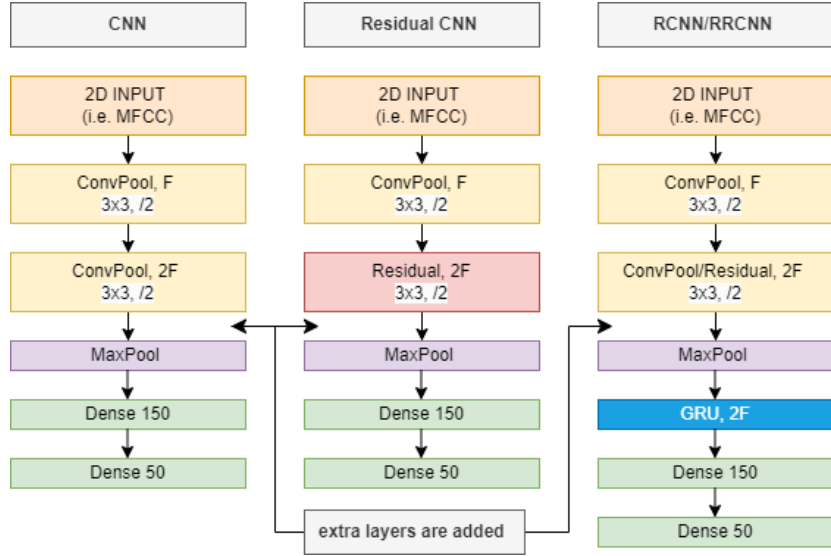 CNN
2D INPUT
(i.e. MFCC)
ConvPool, F
3x3, /2
ConvPool, 2F
3x3, /2
MaxPool
Dense 150
Dense 50
Residual CNN
2D INPUT
(i.e. MFCC)
ConvPool, F
3x3, /2
Residual, 2F
3x3, /2
MaxPool
Dense 150
Dense 50
RCNN/RRCNN
2D INPUT
(i.e. MFCC)
ConvPool, F
3x3, /2
ConvPool/Residual, 2F
3x3, /2
MaxPool
GRU, 2F
Dense 150
Dense 50
extra layers are added